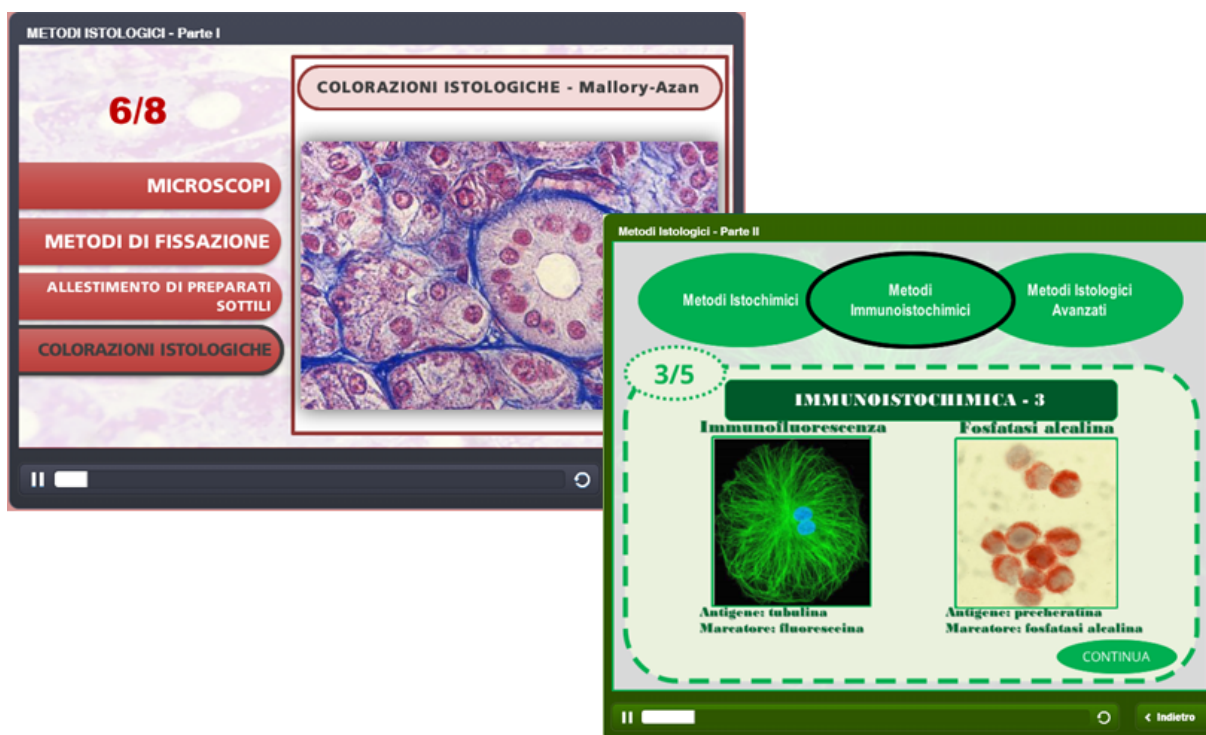 METODI ISTOLOGICI - Parte I
6/8
MICROSCOPI
METODI DI FISSAZIONE
ALLESTIMENTO DI PREPARATI
SOTTILI
COLORAZIONI ISTOLOGICHE
COLORAZIONI ISTOLOGICHE - Mallory-Azan
Metodi Istologici - Parte II
Metodi Istochimici
Metodi
Immunoistochimici
Metodi Istologici
Avanzati
3/5
IMMUNOISTOCHIMICA - 3
Immunofluorescenza
Antigene: tubulina
Marcatore: fluoresceina
Fosfatasi alcalina
Antigene: precheratina
Marcatore: fosfatasi alcalina
CONTINUA
< Indietro